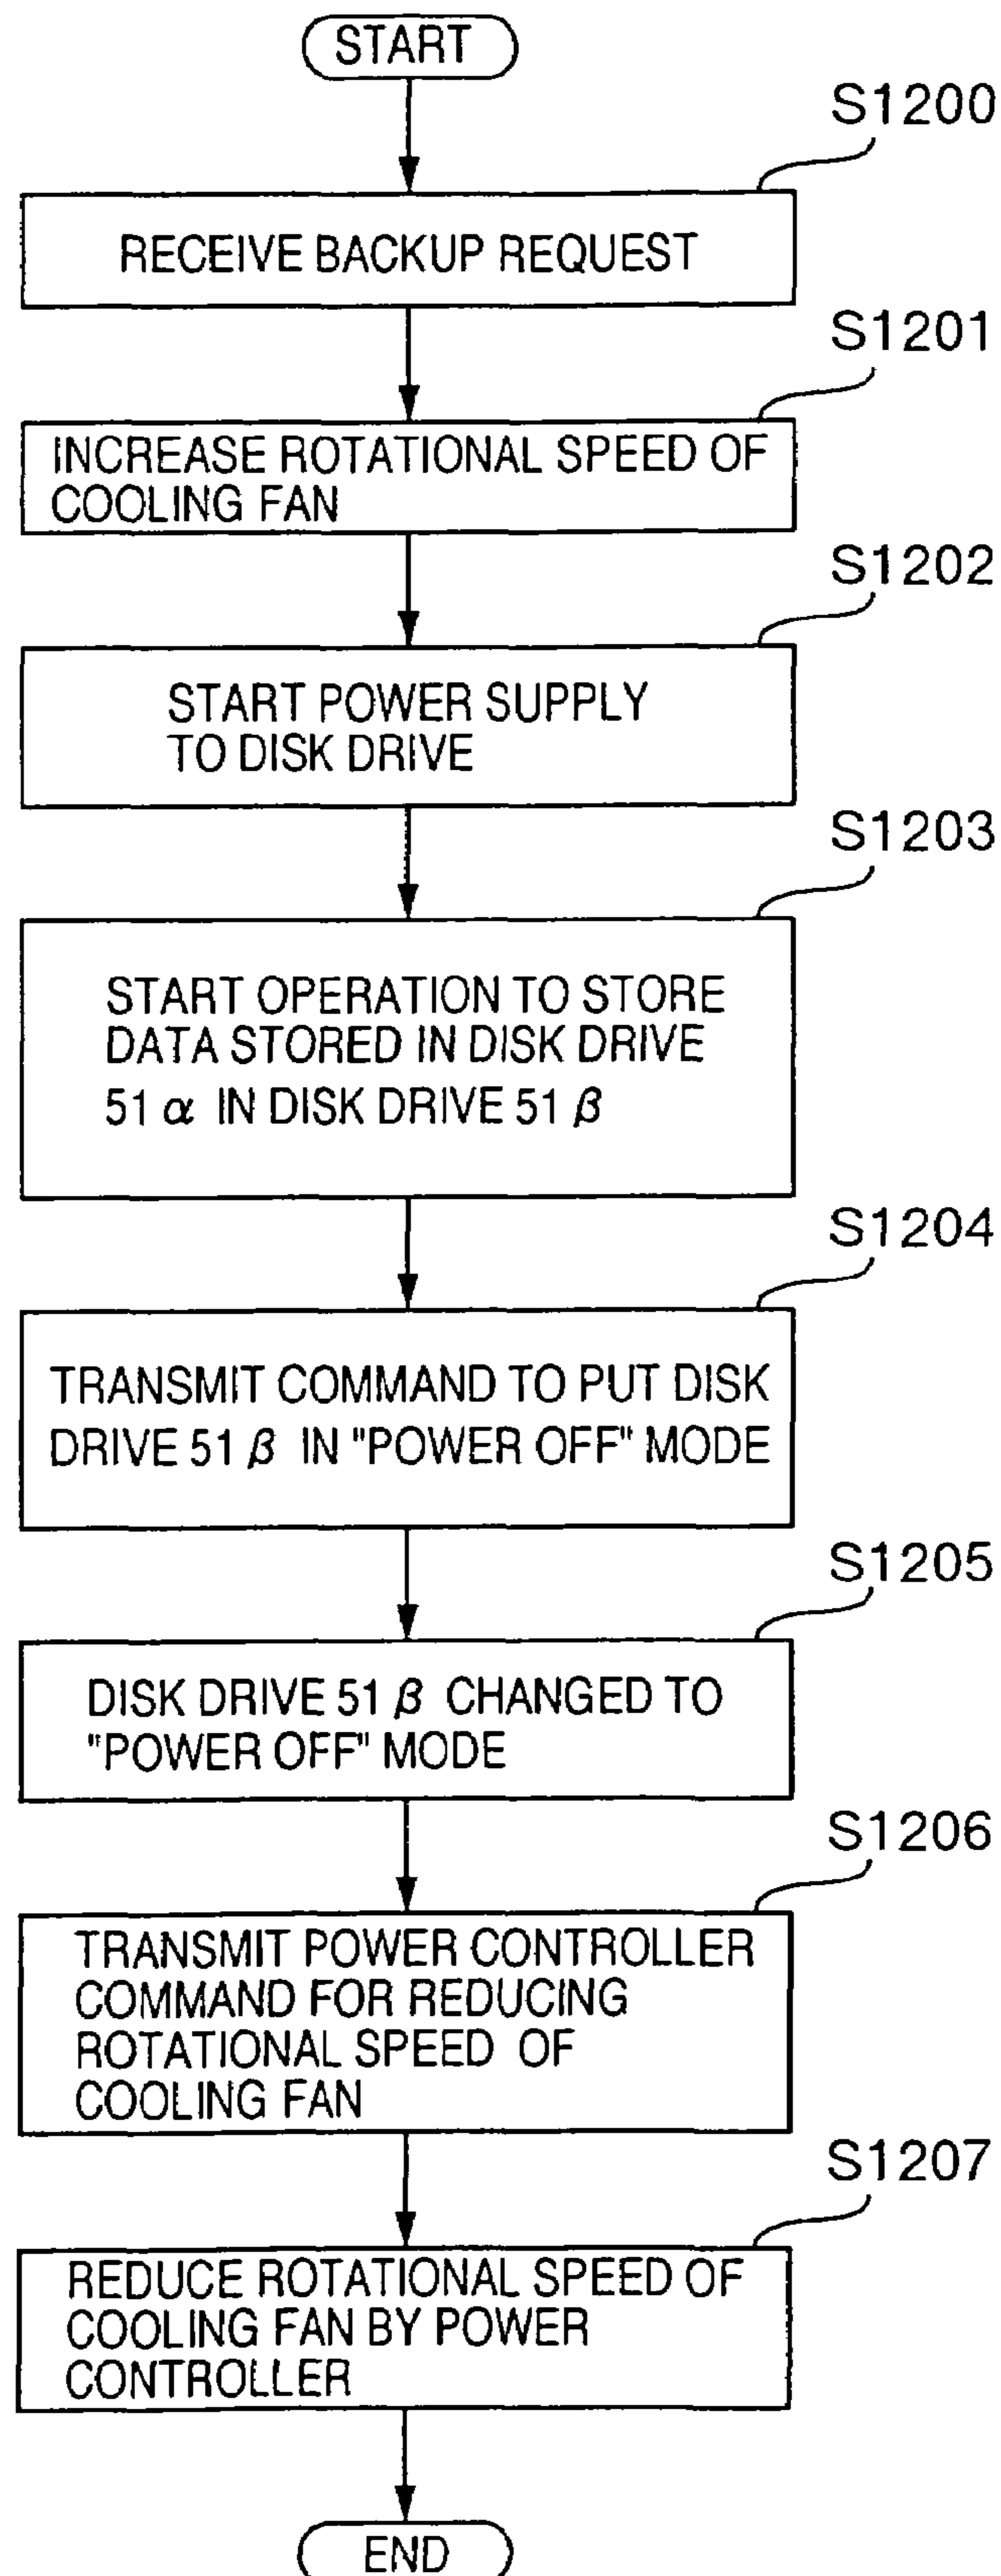 START
S1200
RECEIVE BACKUP REQUEST
S1201
INCREASE ROTATIONAL SPEED OF
COOLING FAN
S1202
START POWER SUPPLY
TO DISK DRIVE
S1203
START OPERATION TO STORE
DATA STORED IN DISK DRIVE
51 α IN DISK DRIVE 51 β
S1204
TRANSMIT COMMAND TO PUT DISK
DRIVE 51 β IN "POWER OFF" MODE
S1205
DISK DRIVE 51 β CHANGED TO
"POWER OFF" MODE
S1206
TRANSMIT POWER CONTROLLER
COMMAND FOR REDUCING
ROTATIONAL SPEED OF
COOLING FAN
S1207
REDUCE ROTATIONAL SPEED OF
COOLING FAN BY POWER
CONTROLLER
END